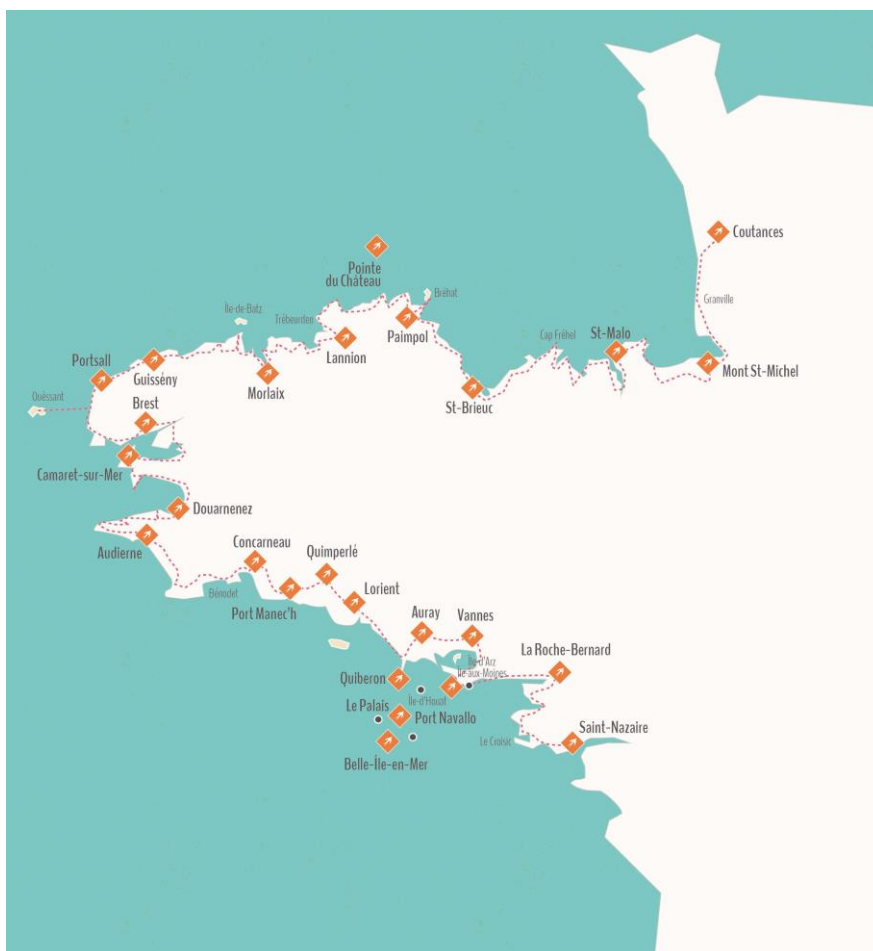 Coutances
Pointe
du Château
Bréhat
Granville
Île-de-Batz
Trébeurden
Paimpol
Cap Fréhel
St-Malo
Lannion
Portsall
Guissény
Morlaix
Mont St-Michel
Ouéssant
Brest
St-Brieuc
Camaret-sur-Mer
Douarnenez
Audierne
Concarneau
Quimperlé
Bénodet
Port Manec'h
Lorient
Auray
Vannes
La Roche-Bernard
Île-d'Arz
Île-aux-Moines
Quiberon
Île-d'Houat
Le Palais
Port Navallo
Saint-Nazaire
Le Croisic
Belle-Île-en-Mer